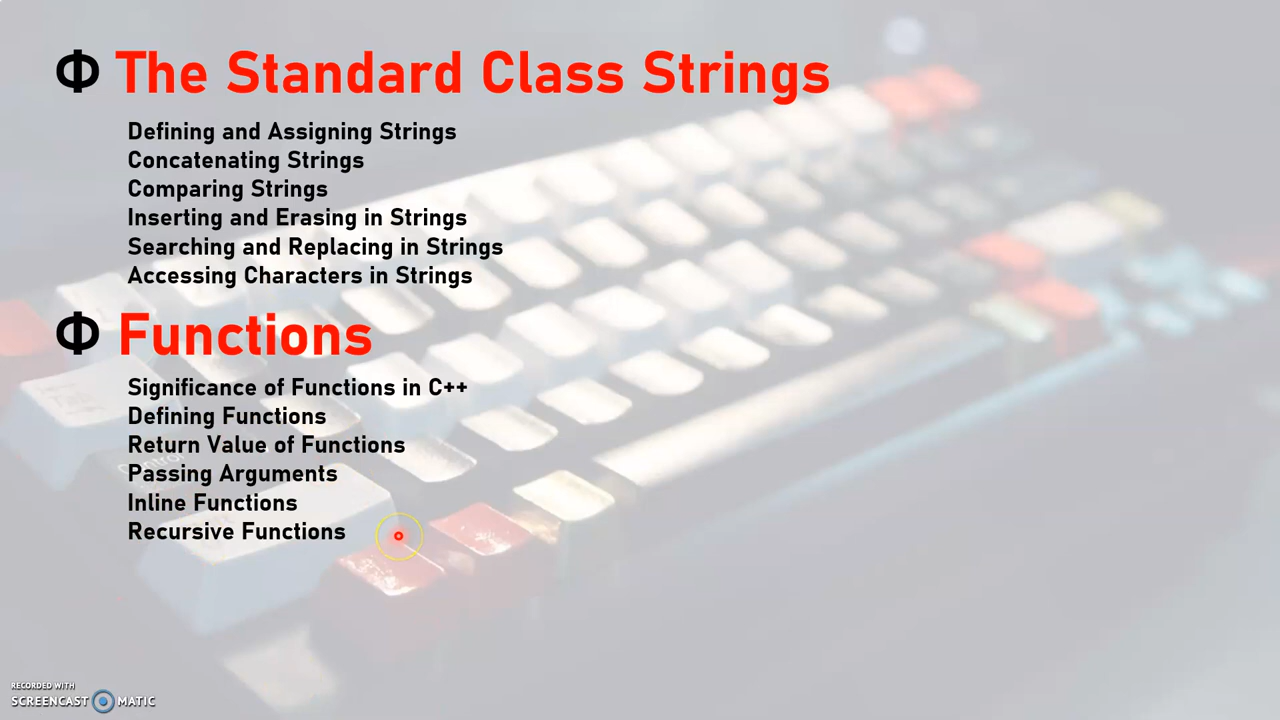 Φ The Standard Class Strings
Defining and Assigning Strings
Concatenating Strings
Comparing Strings
Inserting and Erasing in Strings
Searching and Replacing in Strings
Accessing Characters in Strings
Φ Functions
Significance of Functions in C++
Defining Functions
Return Value of Functions
Passing Arguments
Inline Functions
Recursive Functions
RECORDED WITH
SCREENCAST MATIC